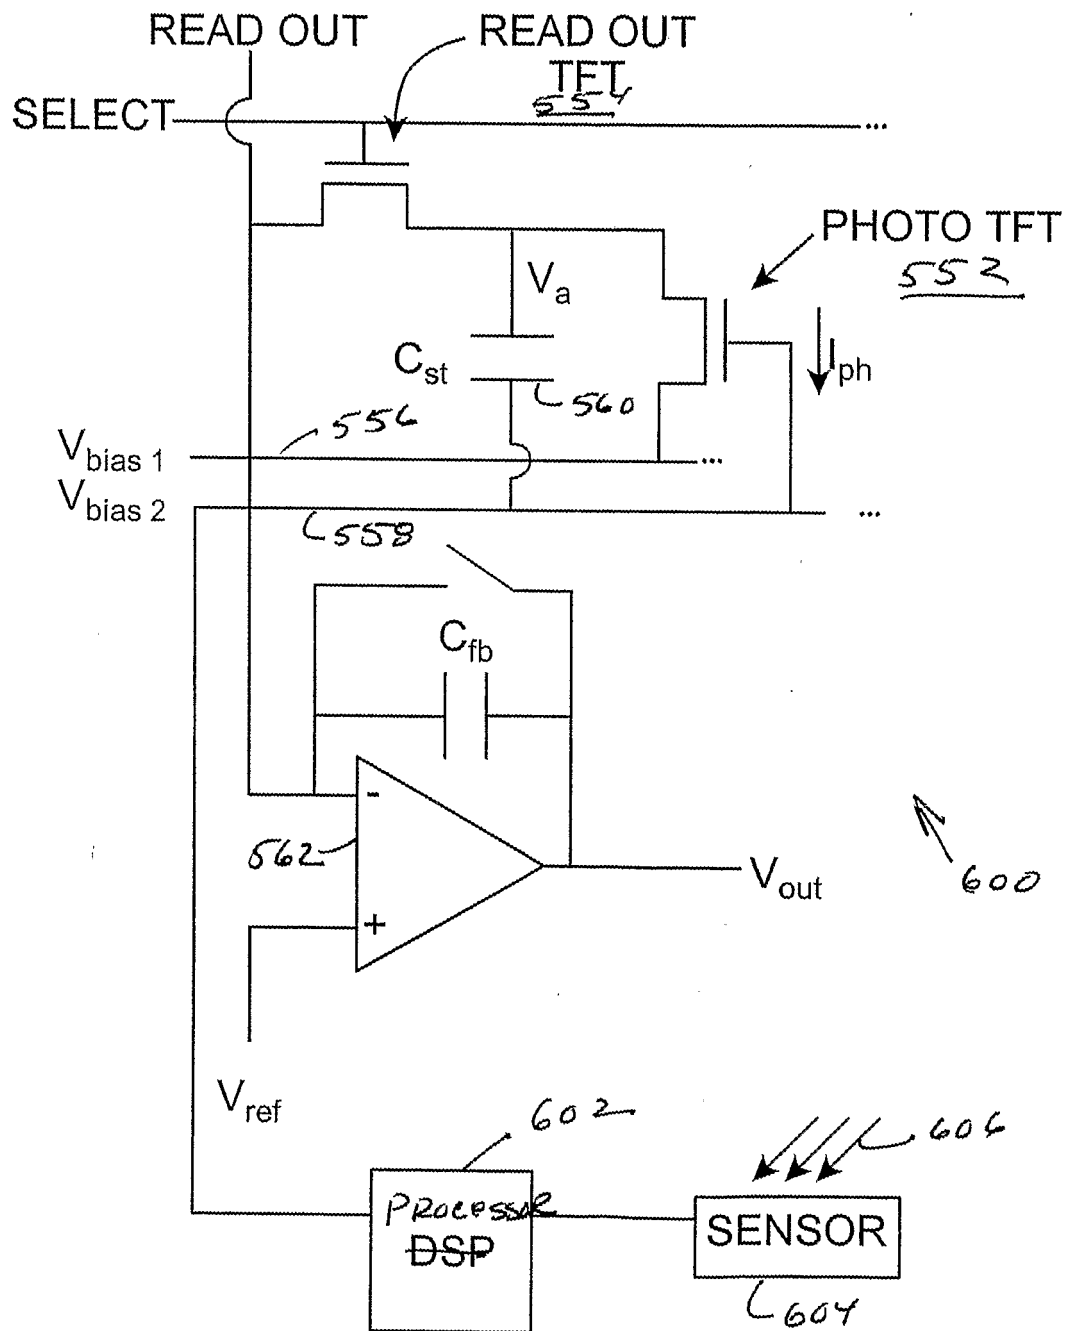 READ OUT
READ OUT
TFT
554
SELECT
...
PHOTO TFT
552
Va
Cst
Iph
560
556
Vbias 1
...
Vbias 2
...
558
Cfb
-
562
Vout
600
+
Vref
602
606
PROCESSOR
DSP
SENSOR
604